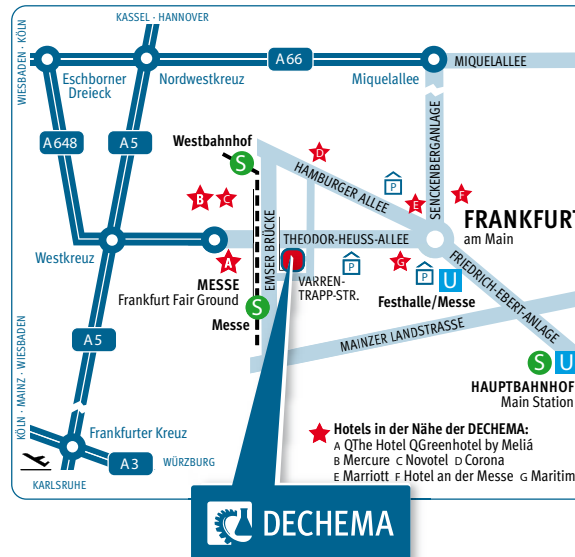 KASSEL · HANNOVER
WIESBADEN · KÖLN
A66
MIQUELALLEE
Eschborner
Dreieck
Nordwestkreuz
Miquelallee
A648
A5
Westbahnhof
S
D
P
HAMBURGER ALLEE
SENCKENBERGANLAGE
B
C
E
F
EMSER BRÜCKE
FRANKFURT
am Main
Westkreuz
THEODOR-HEUSS-ALLEE
A
G
P
P
U
MESSE
Frankfurt Fair Ground
VARREN-
TRAPP-STR.
Festhalle/Messe
FRIEDRICH-EBERT-ANLAGE
Messe
S
A5
MAINZER LANDSTRASSE
S
U
HAUPTBAHNHOF
Main Station
KÖLN · MAINZ · WIESBADEN
Frankfurter Kreuz
A3
WÜRZBURG
KARLSRUHE
Hotels in der Nähe der DECHEMA:
A QThe Hotel QGreenhotel by Meliá
B Mercure C Novotel D Corona
E Marriott F Hotel an der Messe G Maritim
DECHEMA